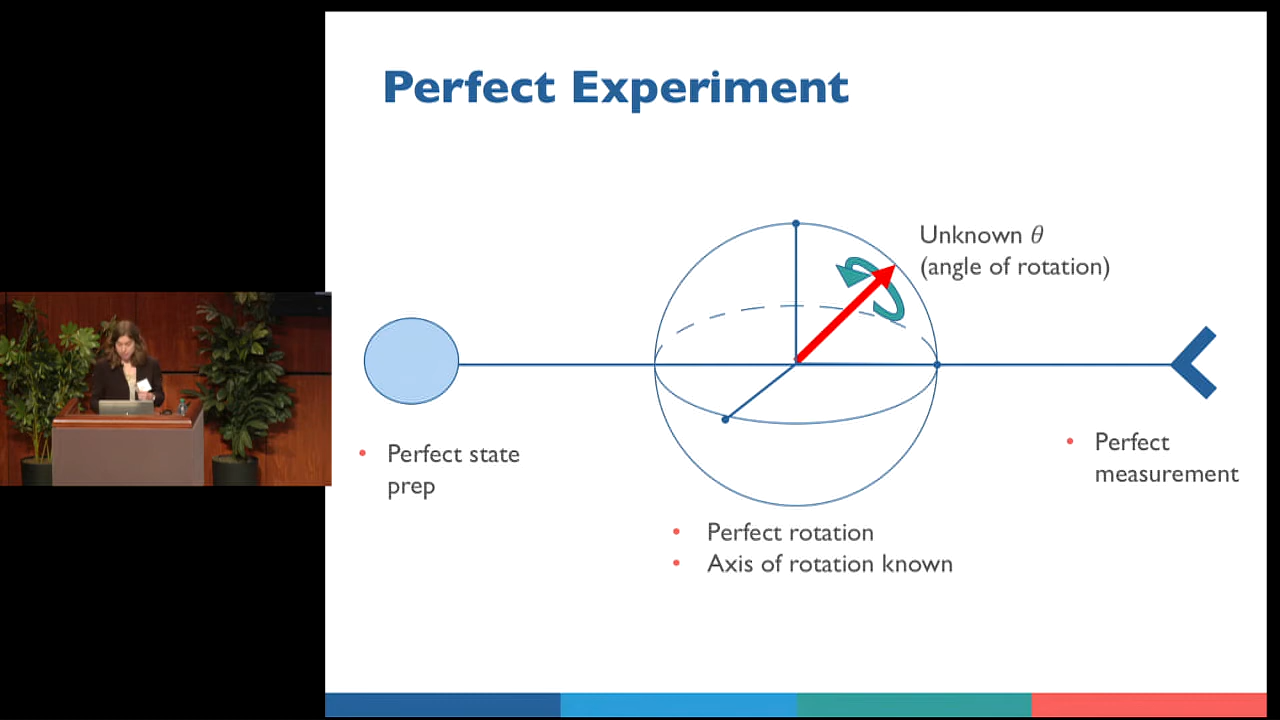 Perfect Experiment
Unknown θ
(angle of rotation)
• Perfect state
prep
• Perfect
measurement
• Perfect rotation
• Axis of rotation known